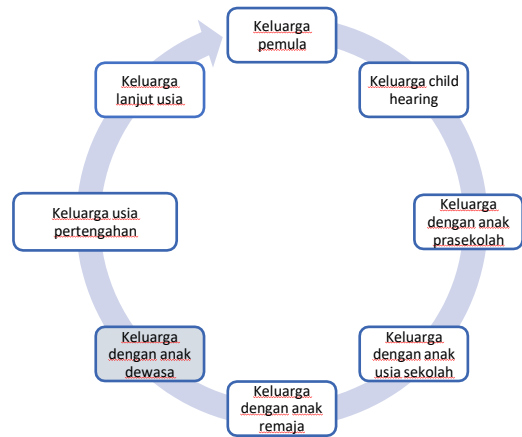 Keluarga
pemula
Keluarga child
hearing
Keluarga
dengan anak
prasekolah
Keluarga
dengan anak
usia sekolah
Keluarga
dengan anak
remaja
Keluarga
dengan anak
dewasa
Keluarga usia
pertengahan
Keluarga
lanjut usia